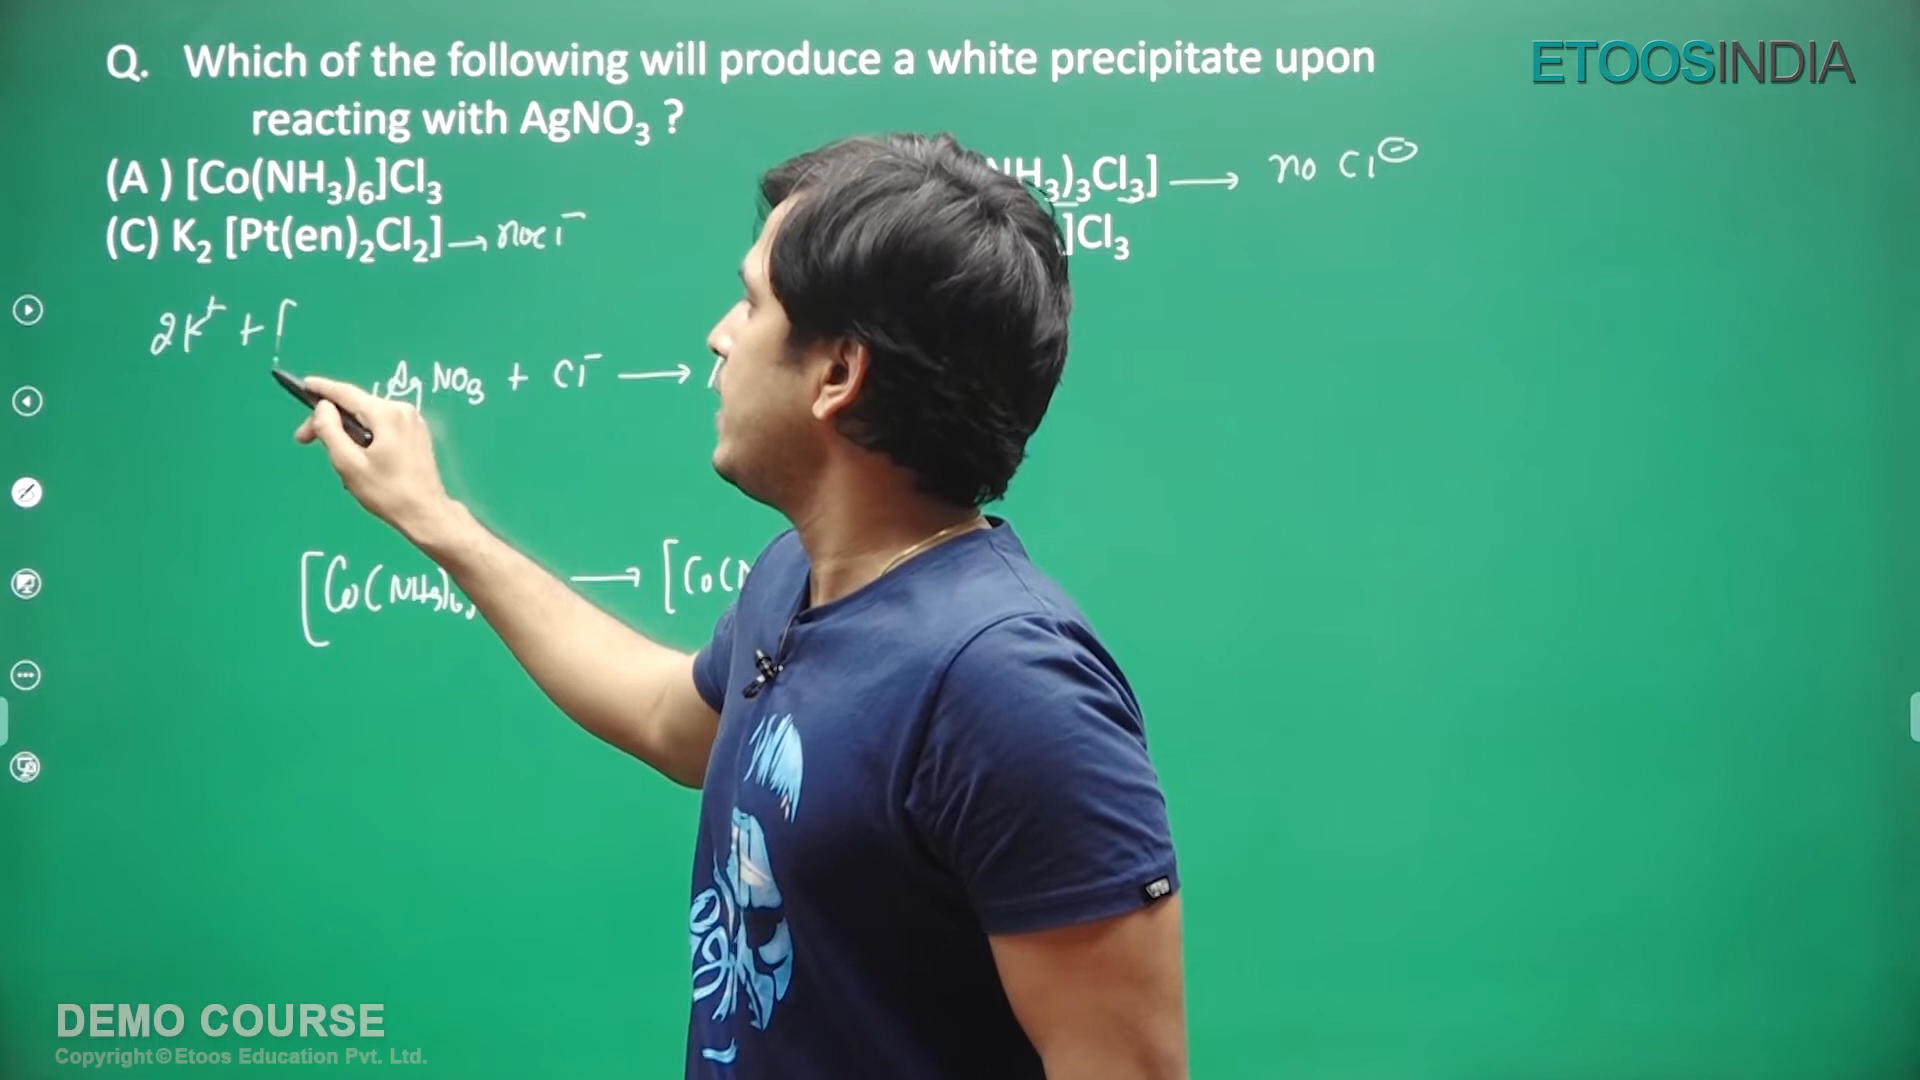 Q. Which of the following will produce a white precipitate upon
reacting with AgNO₃ ?
ETOOSINDIA
(A ) [Co(NH₃)₆]Cl₃
H₃)₃Cl₃] → no Cl⊖
(C) K₂ [Pt(en)₂Cl₂] → no Cl⁻
]Cl₃
2K⁺ + [
AgNO₃ + Cl⁻ →
[Co(NH₃)₆ → [Co(N
DEMO COURSE
Copyright©Etoos Education Pvt. Ltd.